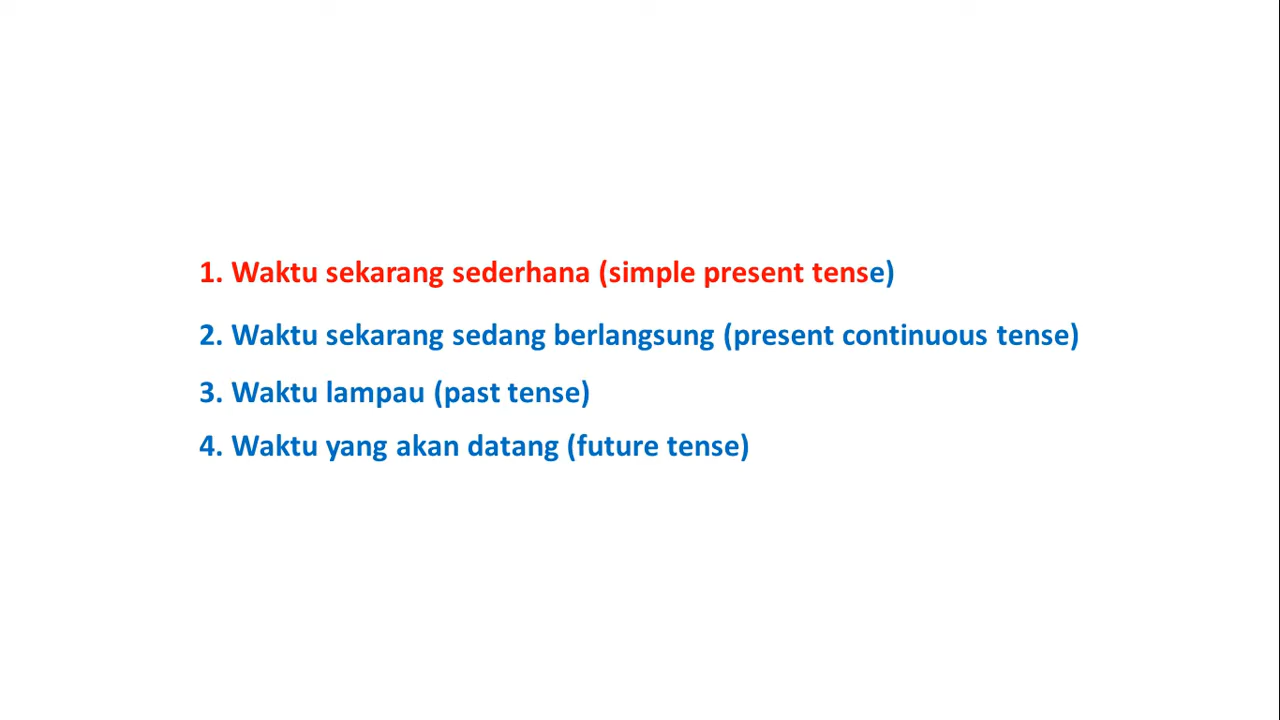 1. Waktu sekarang sederhana (simple present tense)
2. Waktu sekarang sedang berlangsung (present continuous tense)
3. Waktu lampau (past tense)
4. Waktu yang akan datang (future tense)